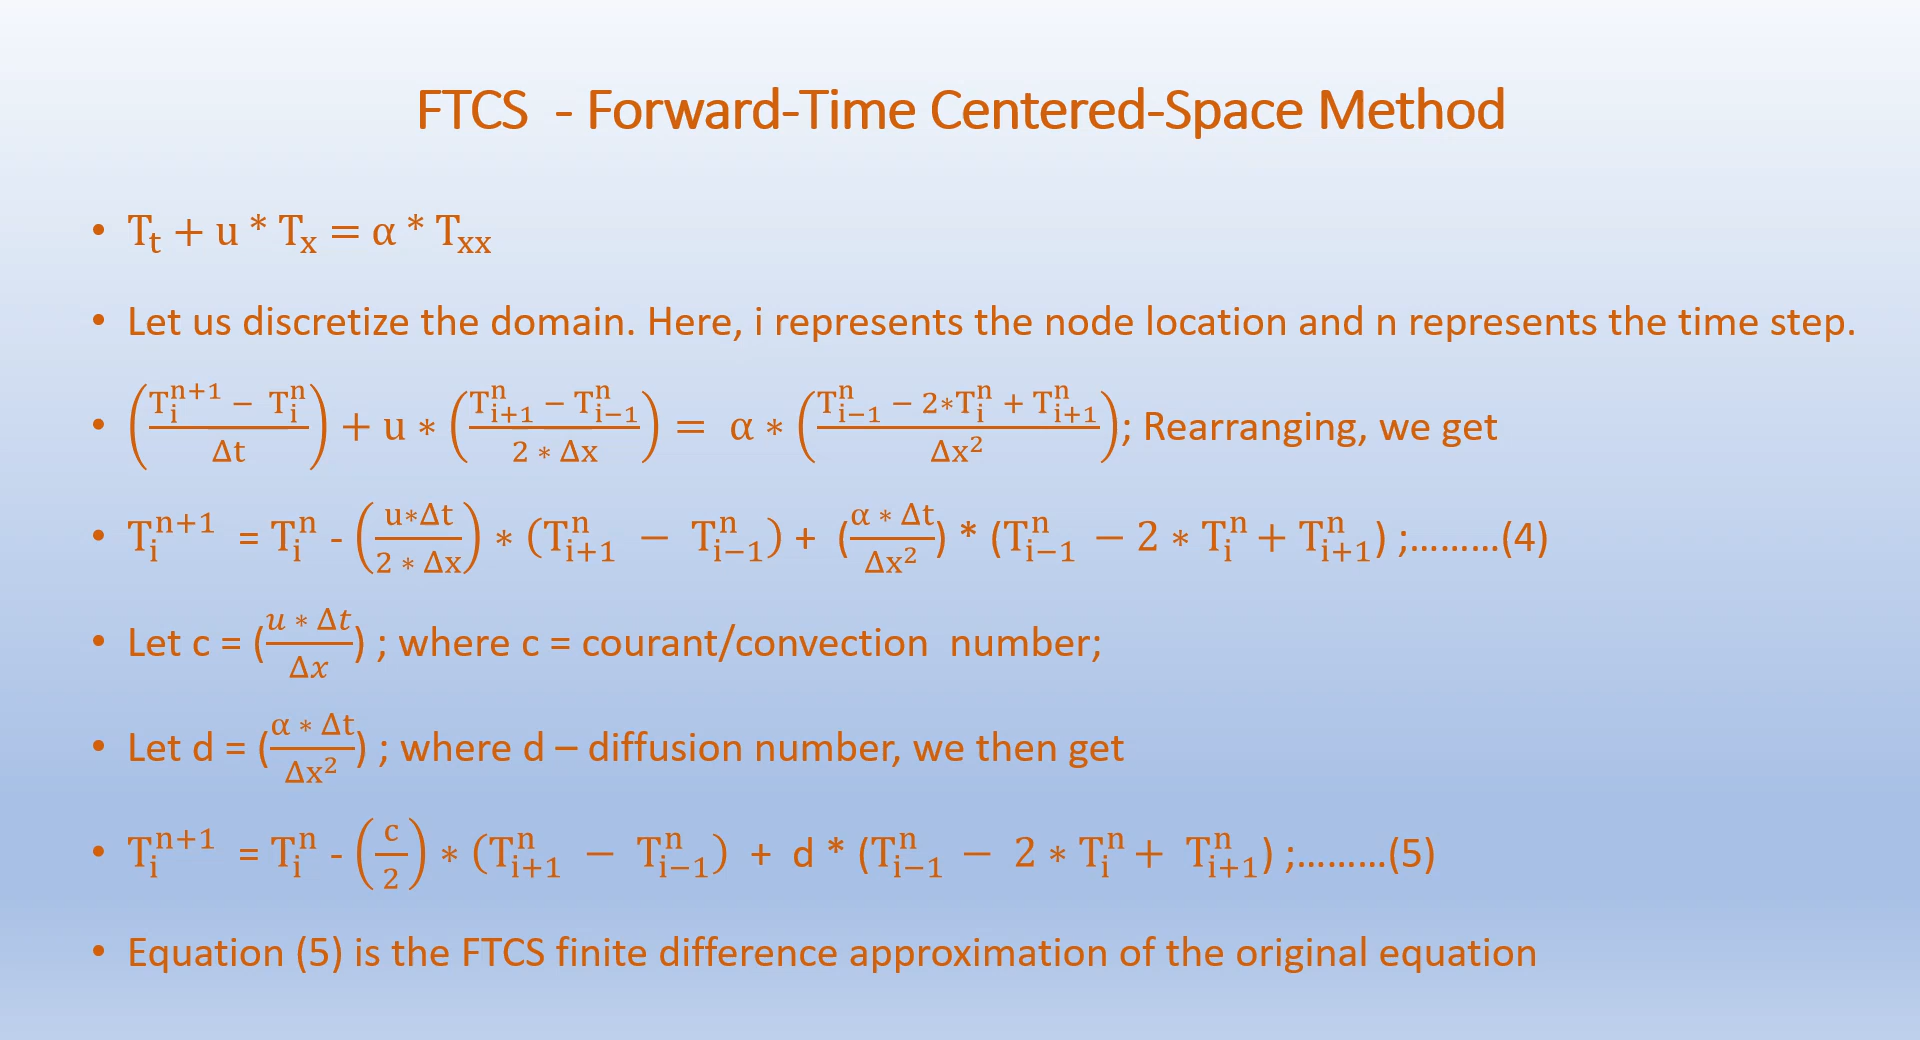 FTCS - Forward-Time Centered-Space Method
• T_t + u * T_x = α * T_xx
• Let us discretize the domain. Here, i represents the node location and n represents the time step.
• ((T_i^{n+1} − T_i^n)/Δt) + u ∗ ((T_{i+1}^n − T_{i−1}^n)/(2 ∗ Δx)) = α ∗ ((T_{i−1}^n − 2∗T_i^n + T_{i+1}^n)/Δx²); Rearranging, we get
• T_i^{n+1} = T_i^n - ((u∗Δt)/(2 ∗ Δx)) ∗ (T_{i+1}^n − T_{i−1}^n) + ((α ∗ Δt)/Δx²) * (T_{i−1}^n − 2 ∗ T_i^n + T_{i+1}^n) ;………(4)
• Let c = ((u ∗ Δt)/Δx) ; where c = courant/convection number;
• Let d = ((α ∗ Δt)/Δx²) ; where d – diffusion number, we then get
• T_i^{n+1} = T_i^n - (c/2) ∗ (T_{i+1}^n − T_{i−1}^n) + d * (T_{i−1}^n − 2 ∗ T_i^n + T_{i+1}^n) ;………(5)
• Equation (5) is the FTCS finite difference approximation of the original equation